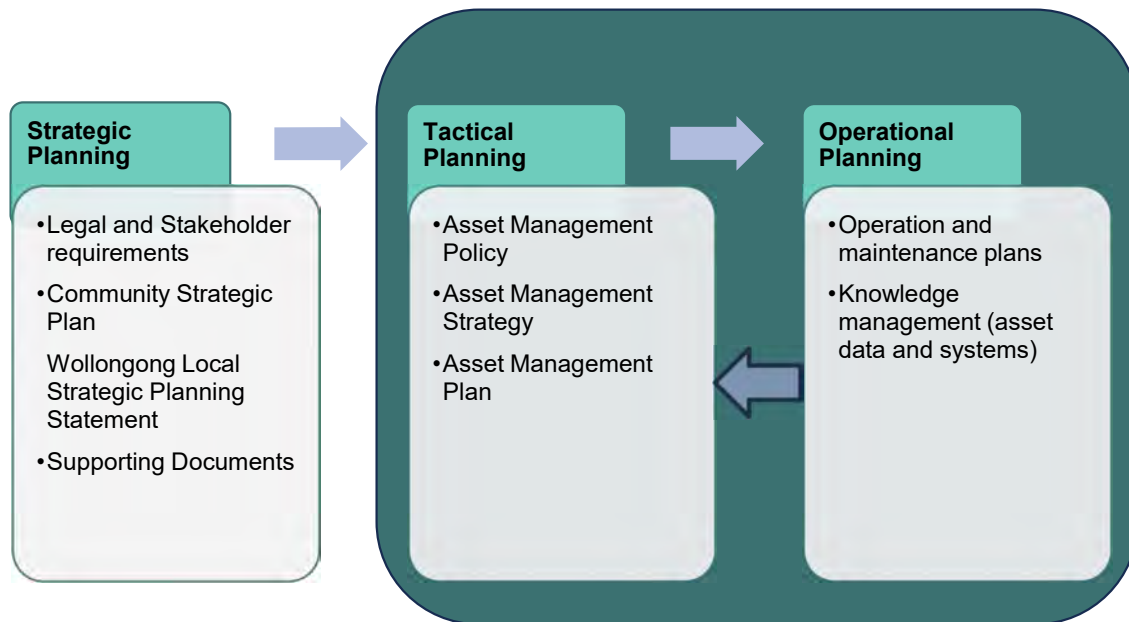 Strategic
Planning
•Legal and Stakeholder
requirements
•Community Strategic
Plan
Wollongong Local
Strategic Planning
Statement
•Supporting Documents
Tactical
Planning
•Asset Management
Policy
•Asset Management
Strategy
•Asset Management
Plan
Operational
Planning
•Operation and
maintenance plans
•Knowledge
management (asset
data and systems)